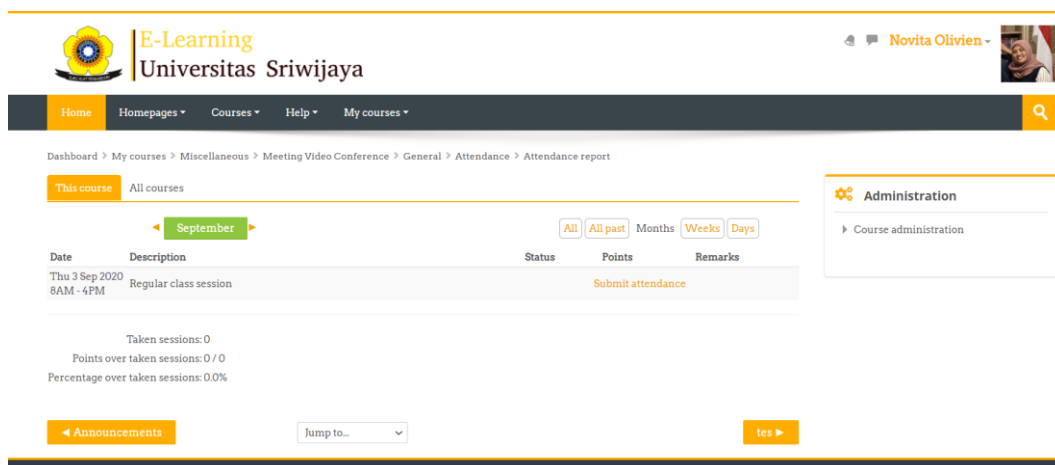 E-Learning
Universitas Sriwijaya
Novita Olivien
Home Homepages Courses Help My courses
Dashboard > My courses > Miscellaneous > Meeting Video Conference > General > Attendance > Attendance report
This course All courses
September All All past Months Weeks Days
Date Description Status Points Remarks
Thu 3 Sep 2020
8AM - 4PM Regular class session Submit attendance
Taken sessions: 0
Points over taken sessions: 0 / 0
Percentage over taken sessions: 0.0%
◄ Announcements Jump to... tes ►
Administration
Course administration